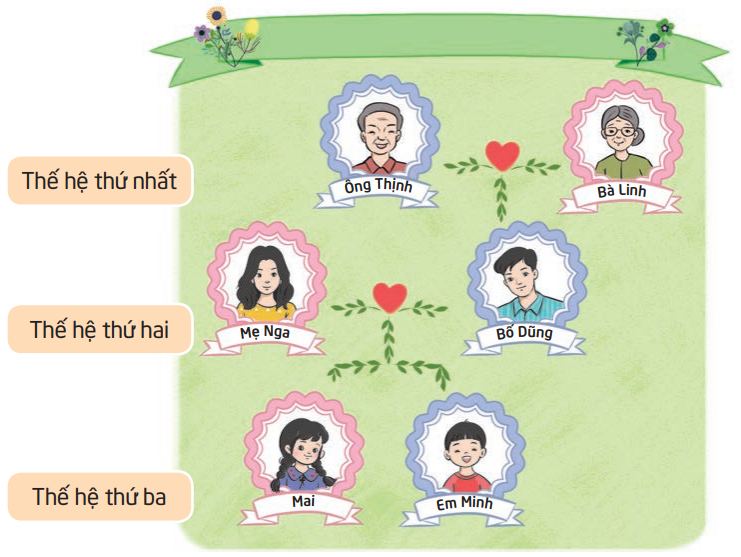 Thế hệ thứ nhất
Ông Thịnh
Bà Linh
Thế hệ thứ hai
Mẹ Nga
Bố Dũng
Thế hệ thứ ba
Mai
Em Minh